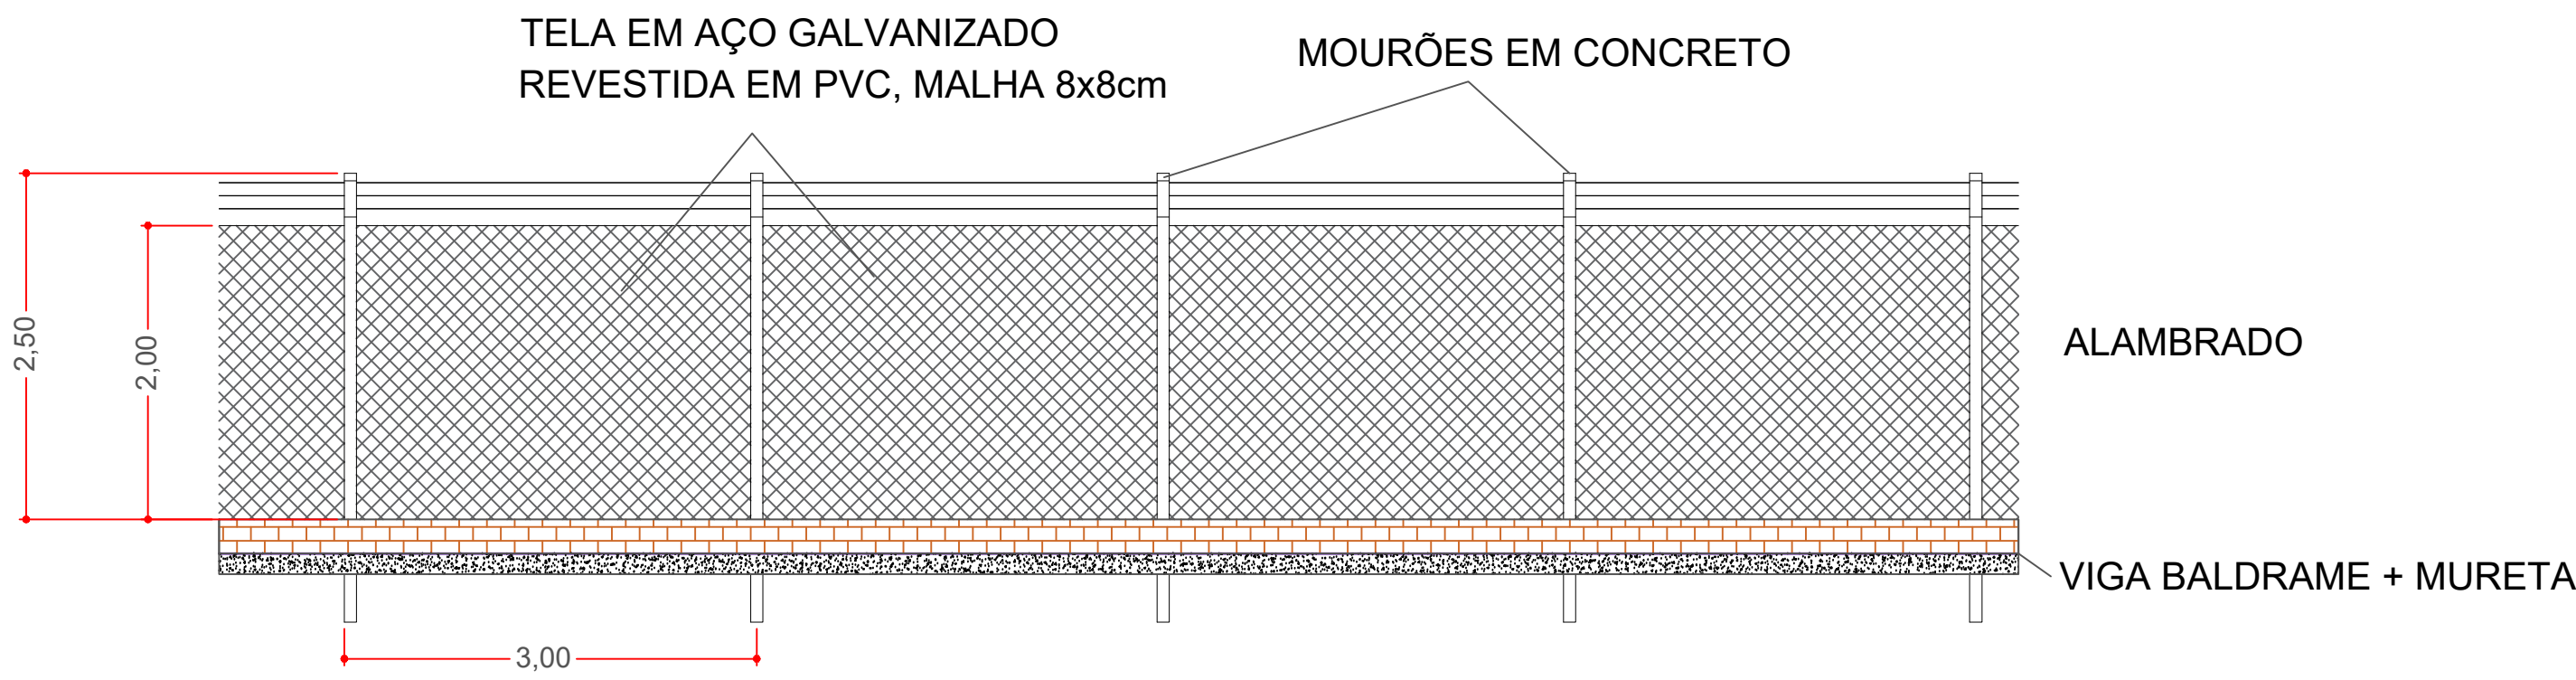 TELA EM AÇO GALVANIZADO
REVESTIDA EM PVC, MALHA 8x8cm
MOURÕES EM CONCRETO
2,50
2,00
ALAMBRADO
VIGA BALDRAME + MURETA
3,00